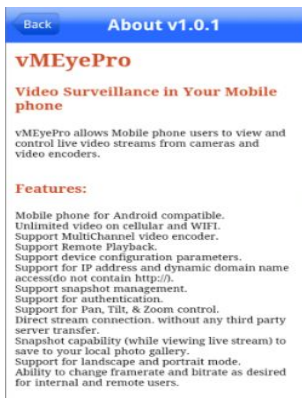 Back
About v1.0.1
vMEyePro
Video Surveillance in Your Mobile
phone
vMEyePro allows Mobile phone users to view and
control live video streams from cameras and
video encoders.
Features:
Mobile phone for Android compatible.
Unlimited video on cellular and WIFI.
Support MultiChannel video encoder.
Support Remote Playback.
Support device configuration parameters.
Support for IP address and dynamic domain name
access(do not contain http://).
Support snapshot management.
Support for authentication.
Support for Pan, Tilt, & Zoom control.
Direct stream connection. without any third party
server transfer.
Snapshot capability (while viewing live stream) to
save to your local photo gallery.
Support for landscape and portrait mode.
Ability to change framerate and bitrate as desired
for internal and remote users.